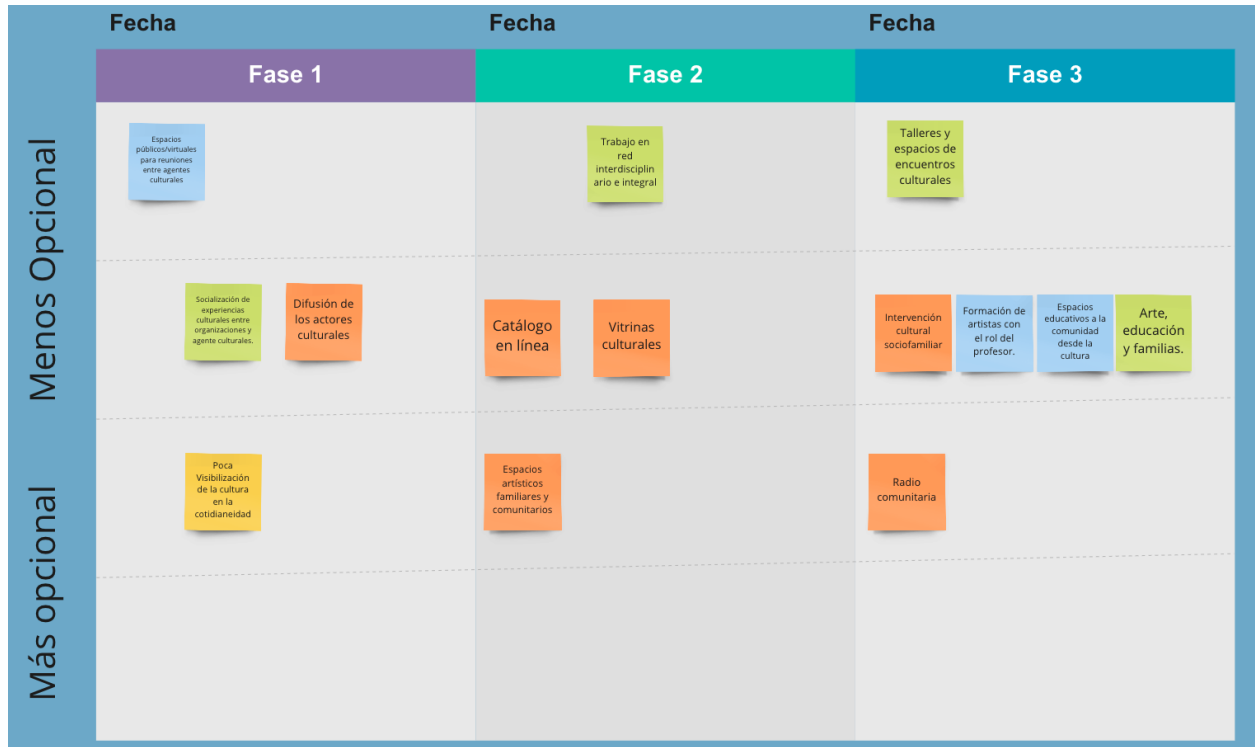 Fecha
Fecha
Fecha
Fase 1
Fase 2
Fase 3
Menos Opcional
Espacios
públicos/virtuales
para reuniones
entre agentes
culturales
Trabajo en
red
interdisciplin
ario e integral
Talleres y
espacios de
encuentros
culturales
Socialización de
experiencias
culturales entre
organizaciones y
agente culturales.
Difusión de
los actores
culturales
Catálogo
en línea
Vitrinas
culturales
Intervención
cultural
sociofamiliar
Formación de
artistas con
el rol del
profesor.
Espacios
educativos a la
comunidad
desde la
cultura
Arte,
educación
y familias.
Más opcional
Poca
Visibilización
de la cultura
en la
cotidianeidad
Espacios
artísticos
familiares y
comunitarios
Radio
comunitaria